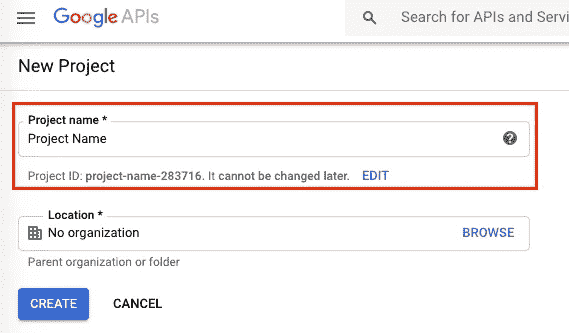 Google APIs
Search for APIs and Servi
New Project
Project name *
Project Name
Project ID: project-name-283716. It cannot be changed later. EDIT
Location *
No organization BROWSE
Parent organization or folder
CREATE CANCEL